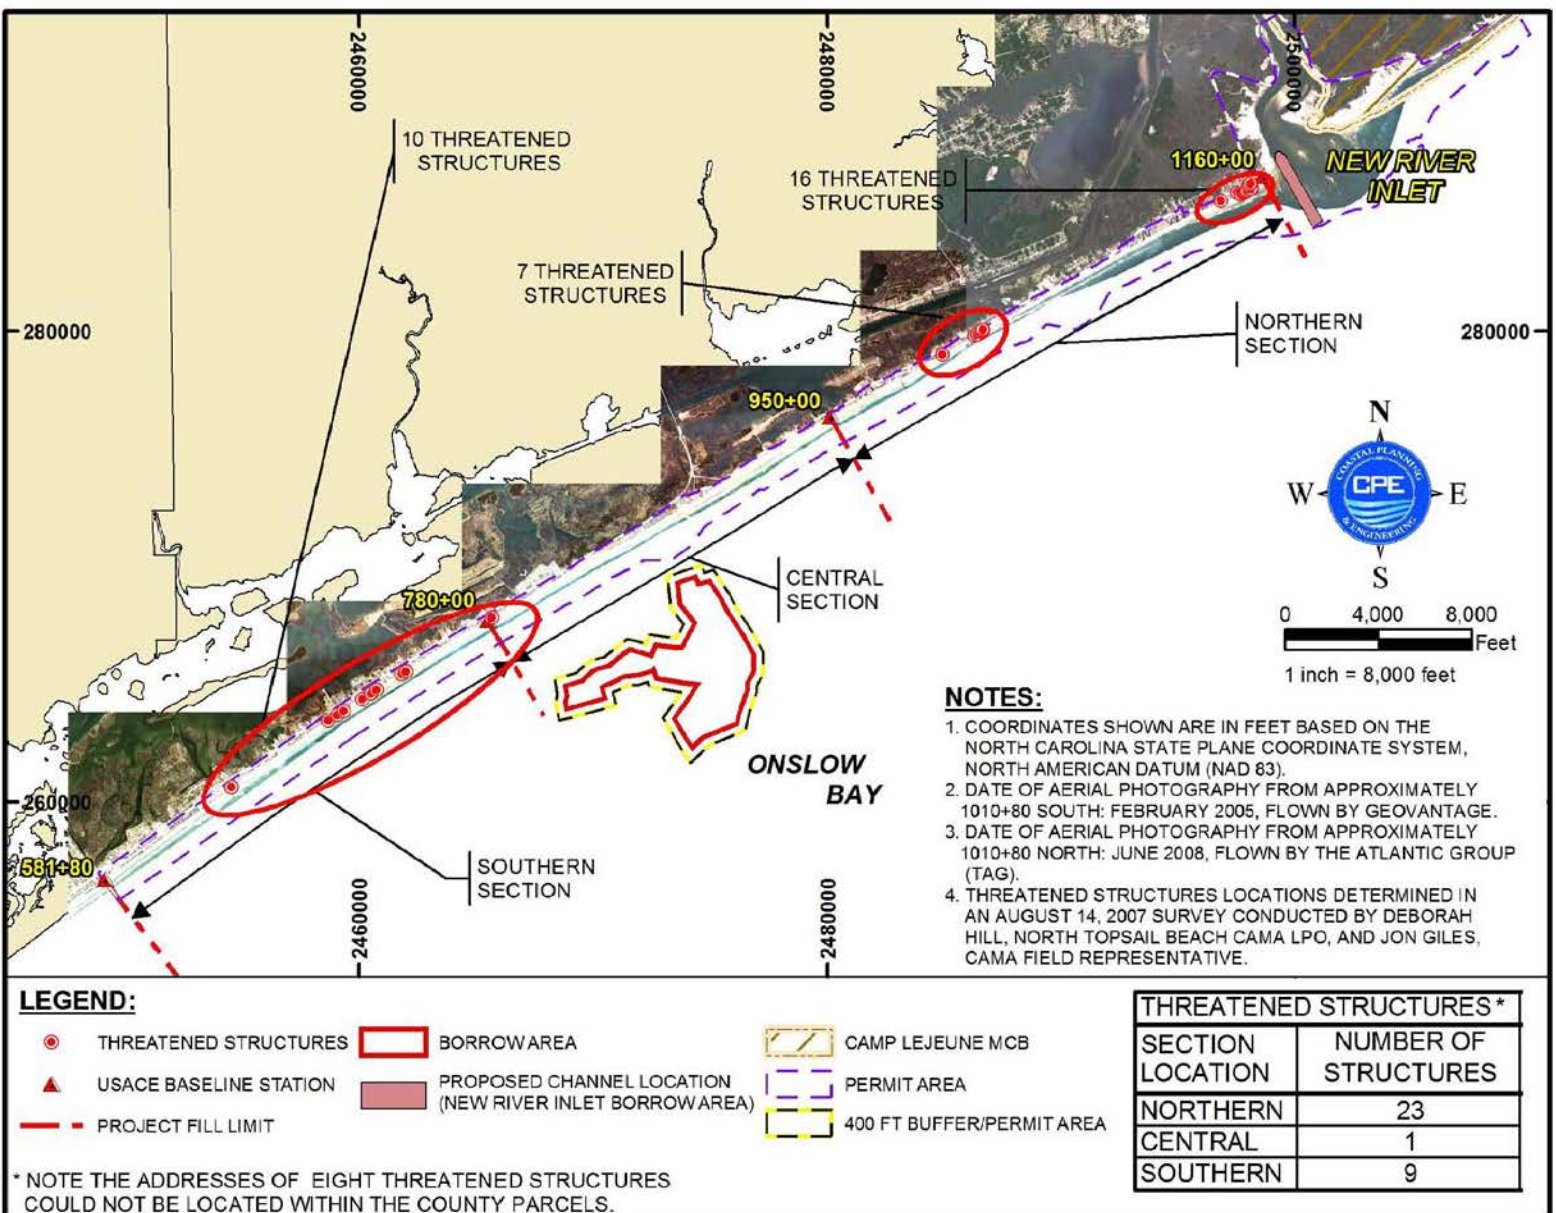 2460000
2480000
2500000
10 THREATENED
STRUCTURES
16 THREATENED
STRUCTURES
1160+00
NEW RIVER
INLET
7 THREATENED
STRUCTURES
280000
NORTHERN
SECTION
280000
950+00
N
W
COASTAL PLANNING
CPE
& ENGINEERING
E
S
CENTRAL
SECTION
780+00
0 4,000 8,000
Feet
1 inch = 8,000 feet
ONSLOW
BAY
260000
581+80
SOUTHERN
SECTION
2460000
2480000
NOTES:
1. COORDINATES SHOWN ARE IN FEET BASED ON THE
NORTH CAROLINA STATE PLANE COORDINATE SYSTEM,
NORTH AMERICAN DATUM (NAD 83).
2. DATE OF AERIAL PHOTOGRAPHY FROM APPROXIMATELY
1010+80 SOUTH: FEBRUARY 2005, FLOWN BY GEOVANTAGE.
3. DATE OF AERIAL PHOTOGRAPHY FROM APPROXIMATELY
1010+80 NORTH: JUNE 2008, FLOWN BY THE ATLANTIC GROUP
(TAG).
4. THREATENED STRUCTURES LOCATIONS DETERMINED IN
AN AUGUST 14, 2007 SURVEY CONDUCTED BY DEBORAH
HILL, NORTH TOPSAIL BEACH CAMA LPO, AND JON GILES,
CAMA FIELD REPRESENTATIVE.
LEGEND:
THREATENED STRUCTURES
USACE BASELINE STATION
PROJECT FILL LIMIT
BORROW AREA
PROPOSED CHANNEL LOCATION
(NEW RIVER INLET BORROW AREA)
CAMP LEJEUNE MCB
PERMIT AREA
400 FT BUFFER/PERMIT AREA
* NOTE THE ADDRESSES OF EIGHT THREATENED STRUCTURES
COULD NOT BE LOCATED WITHIN THE COUNTY PARCELS.
THREATENED STRUCTURES*
SECTION
LOCATION
NUMBER OF
STRUCTURES
NORTHERN 23
CENTRAL 1
SOUTHERN 9